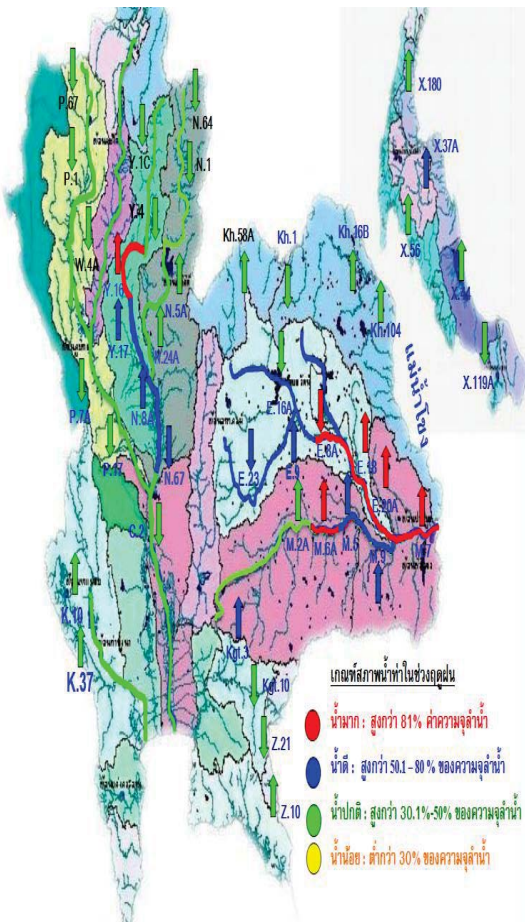 P.67
N.64
X.180
Y.1C
N.1
X.37A
P.1
Y.4
Kh.58A
Kh.1
Kh.16B
X.56
W.4A
Y.16
N.5A
Kh.104
X.44
Y.17
N.24A
แม่น้ำโขง
X.119A
P.7A
N.8A
E.16A
E.8A
P.17
N.67
E.23
E.9
E.18
E.20A
C.2
M.2A
M.6A
M.5
M.9
M.7
K.10
Kgt.3
K.37
Kgt.10
Z.21
Z.10
เกณฑ์สภาพน้ำท่าในช่วงฤดูฝน
น้ำมาก : สูงกว่า 81% ค่าความจุลำน้ำ
น้ำดี : สูงกว่า 50.1 – 80 % ของความจุลำน้ำ
น้ำปกติ : สูงกว่า 30.1%-50% ของความจุลำน้ำ
น้ำน้อย : ต่ำกว่า 30% ของความจุลำน้ำ